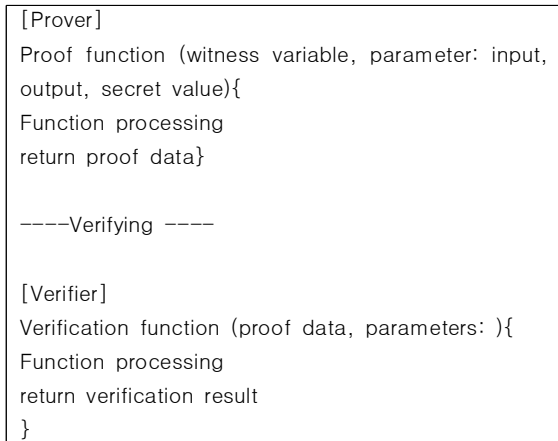 [Prover]
Proof function (witness variable, parameter: input,
output, secret value){
Function processing
return proof data}
----Verifying ----
[Verifier]
Verification function (proof data, parameters: ){
Function processing
return verification result
}